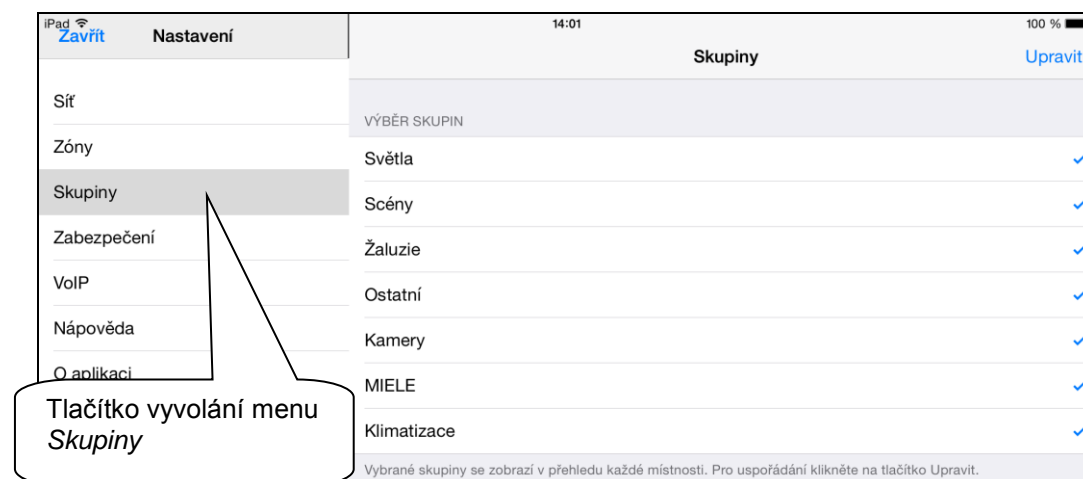 iPad
14:01
100 %
Zavřít
Nastavení
Skupiny
Upravit
Síť
Zóny
Skupiny
Zabezpečení
VoIP
Nápověda
O aplikaci
Tlačítko vyvolání menu
Skupiny
VÝBĚR SKUPIN
Světla
Scény
Žaluzie
Ostatní
Kamery
MIELE
Klimatizace
Vybrané skupiny se zobrazí v přehledu každé místnosti. Pro uspořádání klikněte na tlačítko Upravit.